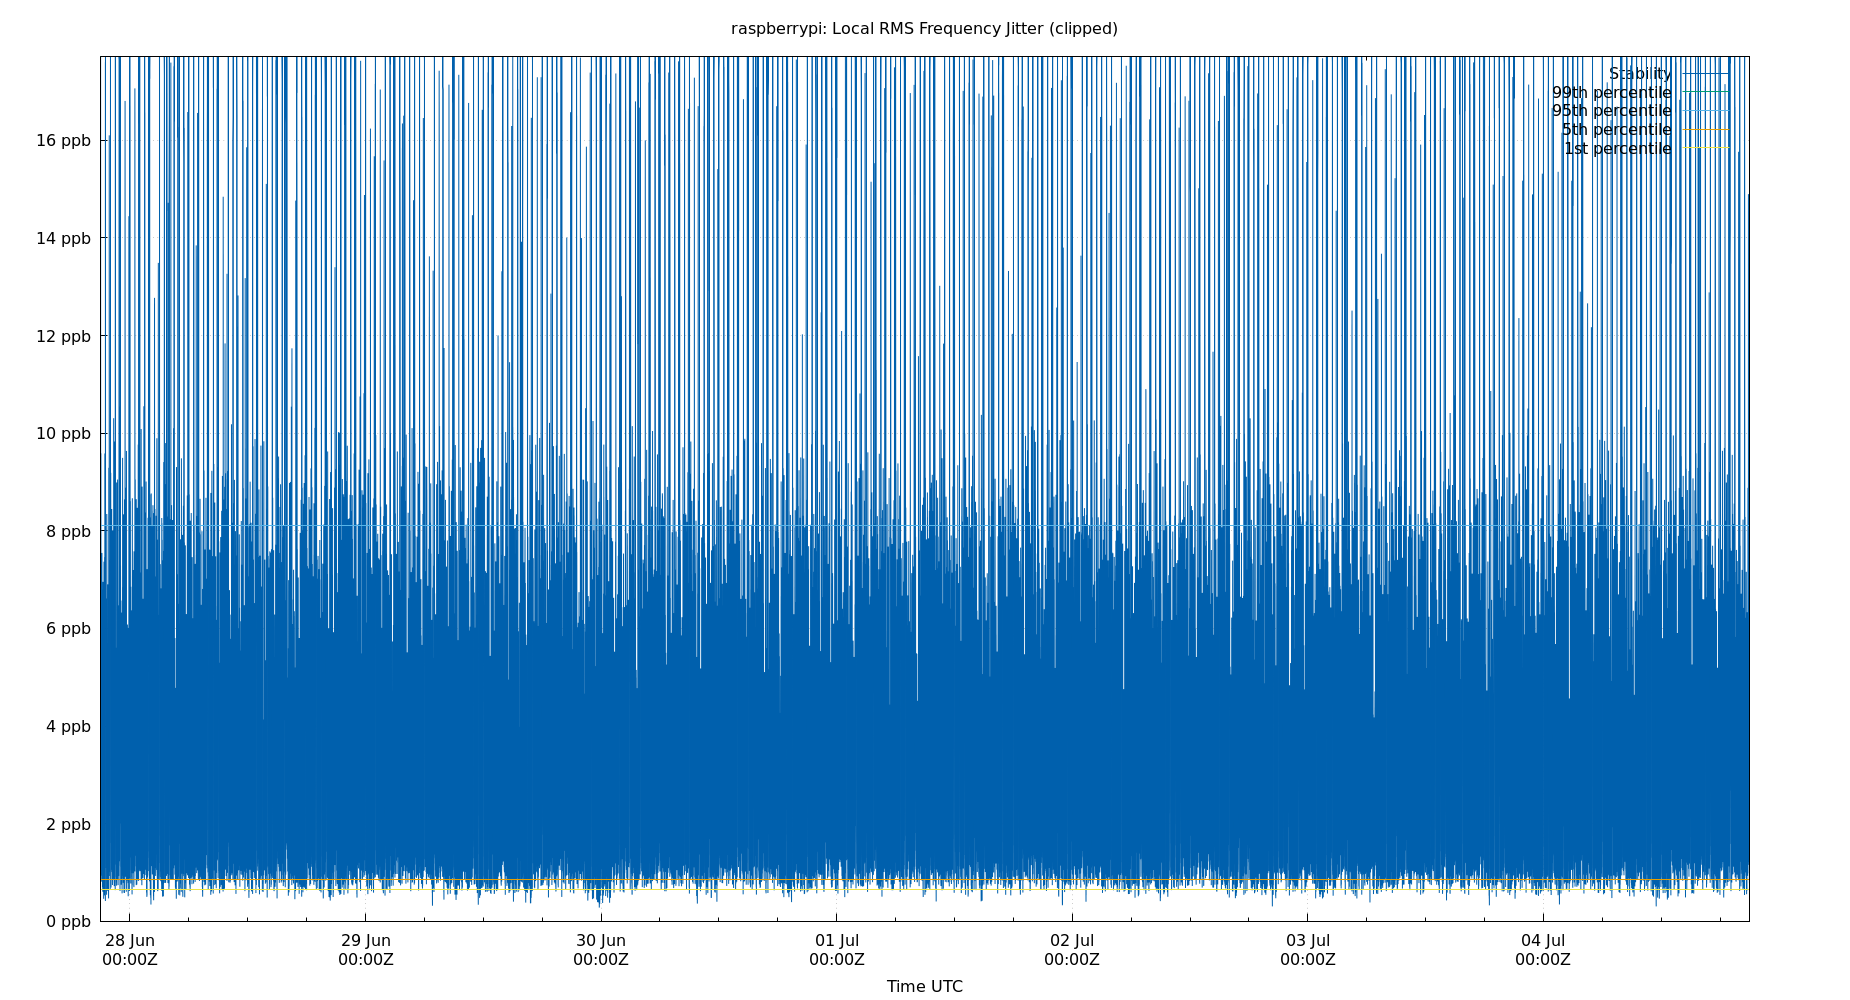 raspberrypi: Local RMS Frequency Jitter (clipped)
Stability
99th percentile
95th percentile
5th percentile
1st percentile
16 ppb
14 ppb
12 ppb
10 ppb
8 ppb
6 ppb
4 ppb
2 ppb
0 ppb
28 Jun 29 Jun 30 Jun 01 Jul 02 Jul 03 Jul 04 Jul
00:00Z 00:00Z 00:00Z 00:00Z 00:00Z 00:00Z 00:00Z
Time UTC